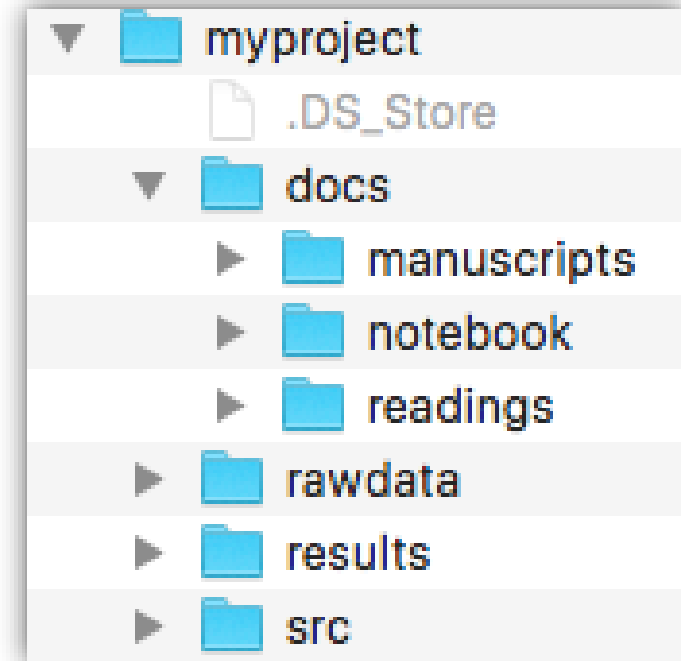 myproject
.DS_Store
docs
manuscripts
notebook
readings
rawdata
results
src